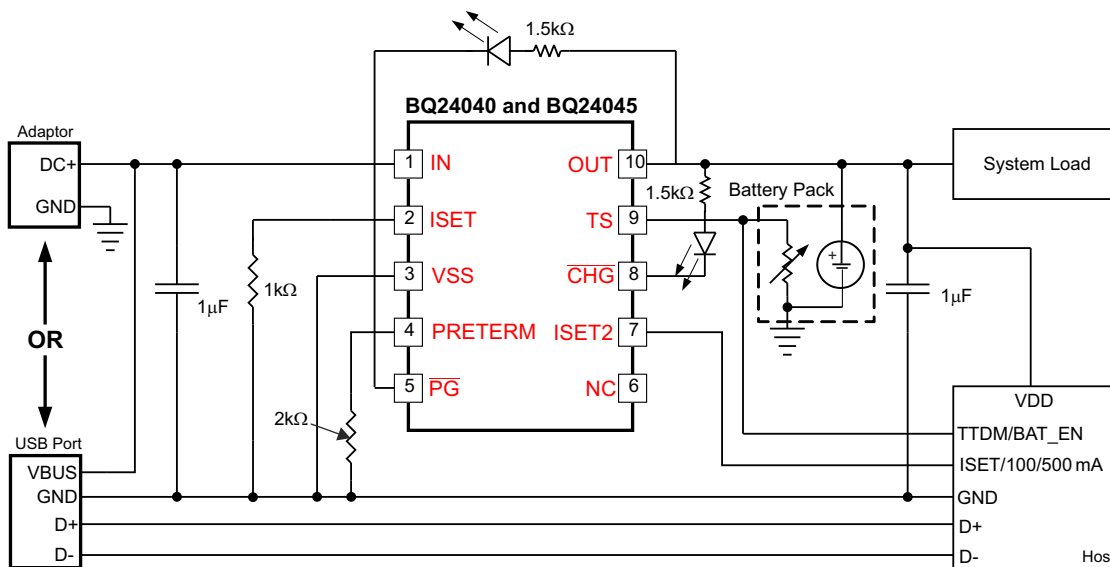 1.5kΩ
BQ24040 and BQ24045
Adaptor
DC+
GND
1 IN
OUT 10
System Load
1.5kΩ
Battery Pack
2 ISET
TS 9
+
3 VSS
CHG 8
1kΩ
1μF
1μF
OR
4 PRETERM
ISET2 7
5 PG
NC 6
VDD
2kΩ
TTDM/BAT_EN
USB Port
VBUS
ISET/100/500 mA
GND
GND
D+
D+
D-
D-
Hos